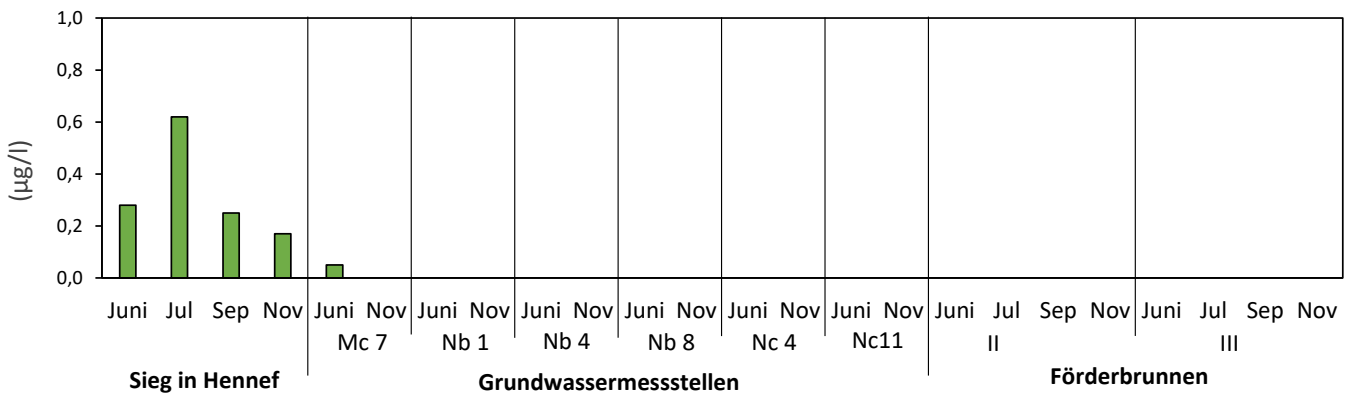 1,0
0,8
0,6
0,4
0,2
0,0
(µg/l)
Juni Jul Sep Nov Juni Nov Juni Nov Juni Nov Juni Nov Juni Nov Juni Nov Juni Jul Sep Nov Juni Jul Sep Nov
Mc 7 Nb 1 Nb 4 Nb 8 Nc 4 Nc11 II III
Sieg in Hennef Grundwassermessstellen Förderbrunnen